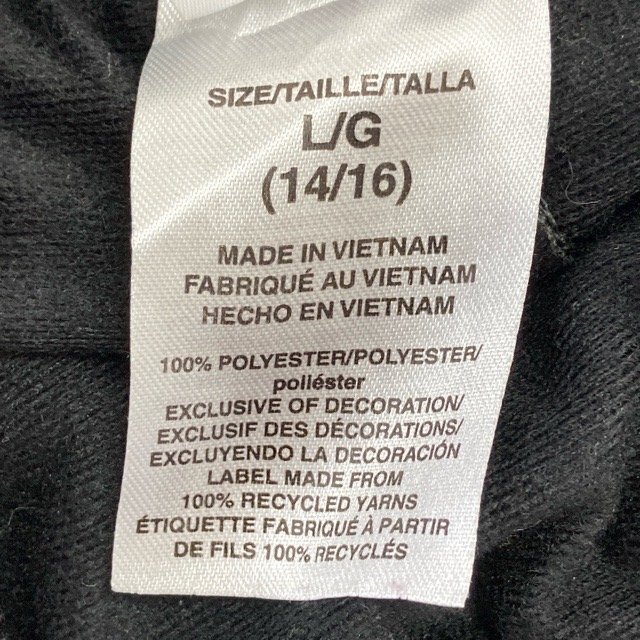 SIZE/TAILLE/TALLA
L/G
(14/16)
MADE IN VIETNAM
FABRIQUÉ AU VIETNAM
HECHO EN VIETNAM
100% POLYESTER/POLYESTER/
poliéster
EXCLUSIVE OF DECORATION/
EXCLUSIF DES DÉCORATIONS/
EXCLUYENDO LA DECORACIÓN
LABEL MADE FROM
100% RECYCLED YARNS
ÉTIQUETTE FABRIQUÉ À PARTIR
DE FILS 100% RECYCLÉS